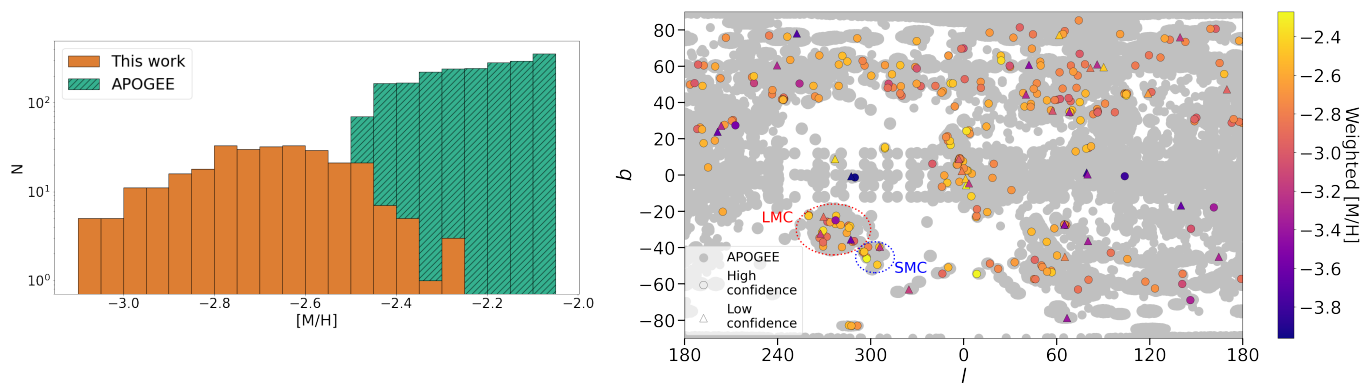 This work
APOGEE
N
10²
10¹
10⁰
−3.0
−2.8
−2.6
−2.4
−2.2
−2.0
[M/H]
b
80
60
40
20
0
−20
−40
−60
−80
LMC
SMC
APOGEE
High
confidence
Low
confidence
180
240
300
0
60
120
180
l
−2.4
−2.6
−2.8
−3.0
−3.2
−3.4
−3.6
−3.8
Weighted [M/H]